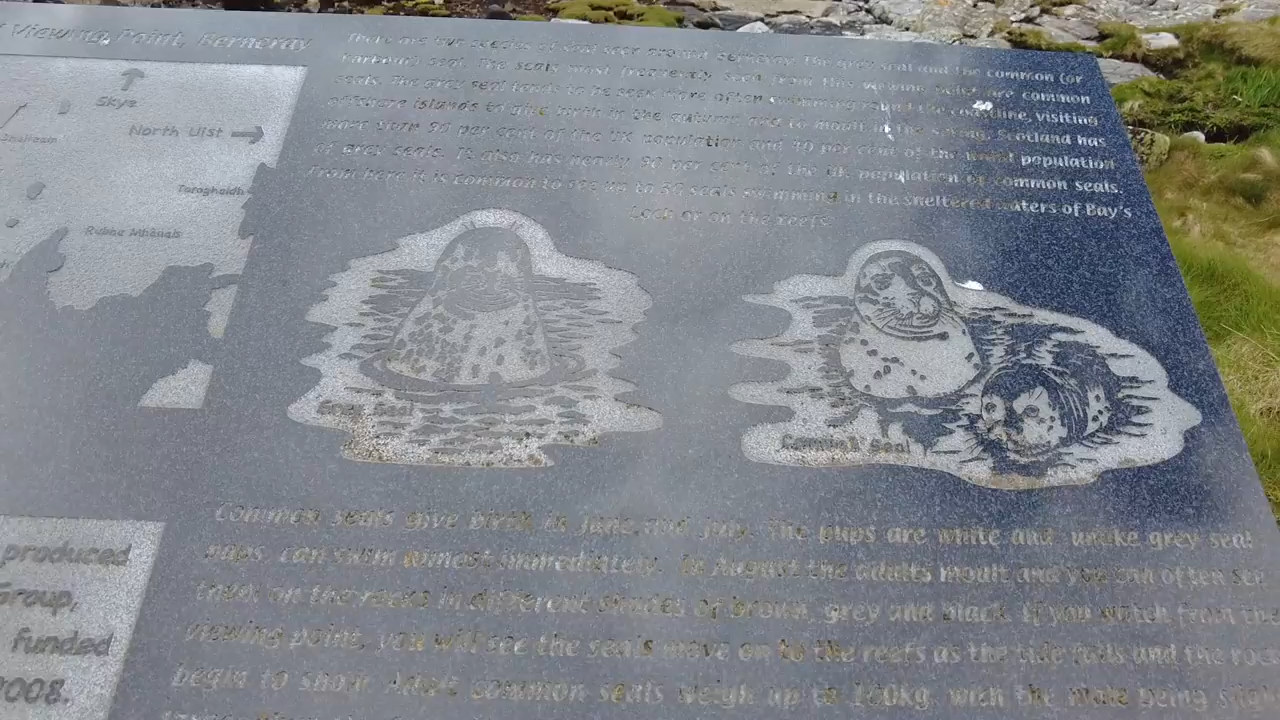 Viewing Point, Berneray
Skye
North Uist
Taraghaidh
Rubha Mhànais
There are two species of seal seen around Berneray. The grey seal and the common (or
harbour) seal. The seals most frequently seen from this viewing point are common
seals. The grey seal tends to be seen more often swimming round the coastline, visiting
offshore islands to give birth in the autumn and to moult in the spring. Scotland has
more than 90 per cent of the UK population and 40 per cent of the world population
of grey seals. It also has nearly 90 per cent of the UK population of common seals.
From here it is common to see up to 50 seals swimming in the sheltered waters of Bay's
Loch or on the reefs.
Grey Seal
Common Seal
Common seals give birth in June and July. The pups are white and, unlike grey seal
pups, can swim almost immediately. In August the adults moult and you can often see
them on the rocks in different shades of brown, grey and black. If you watch from the
viewing point, you will see the seals move on to the reefs as the tide falls and the rocks
begin to show. Adult common seals weigh up to 100kg, with the male being
produced
Group,
funded
2008.